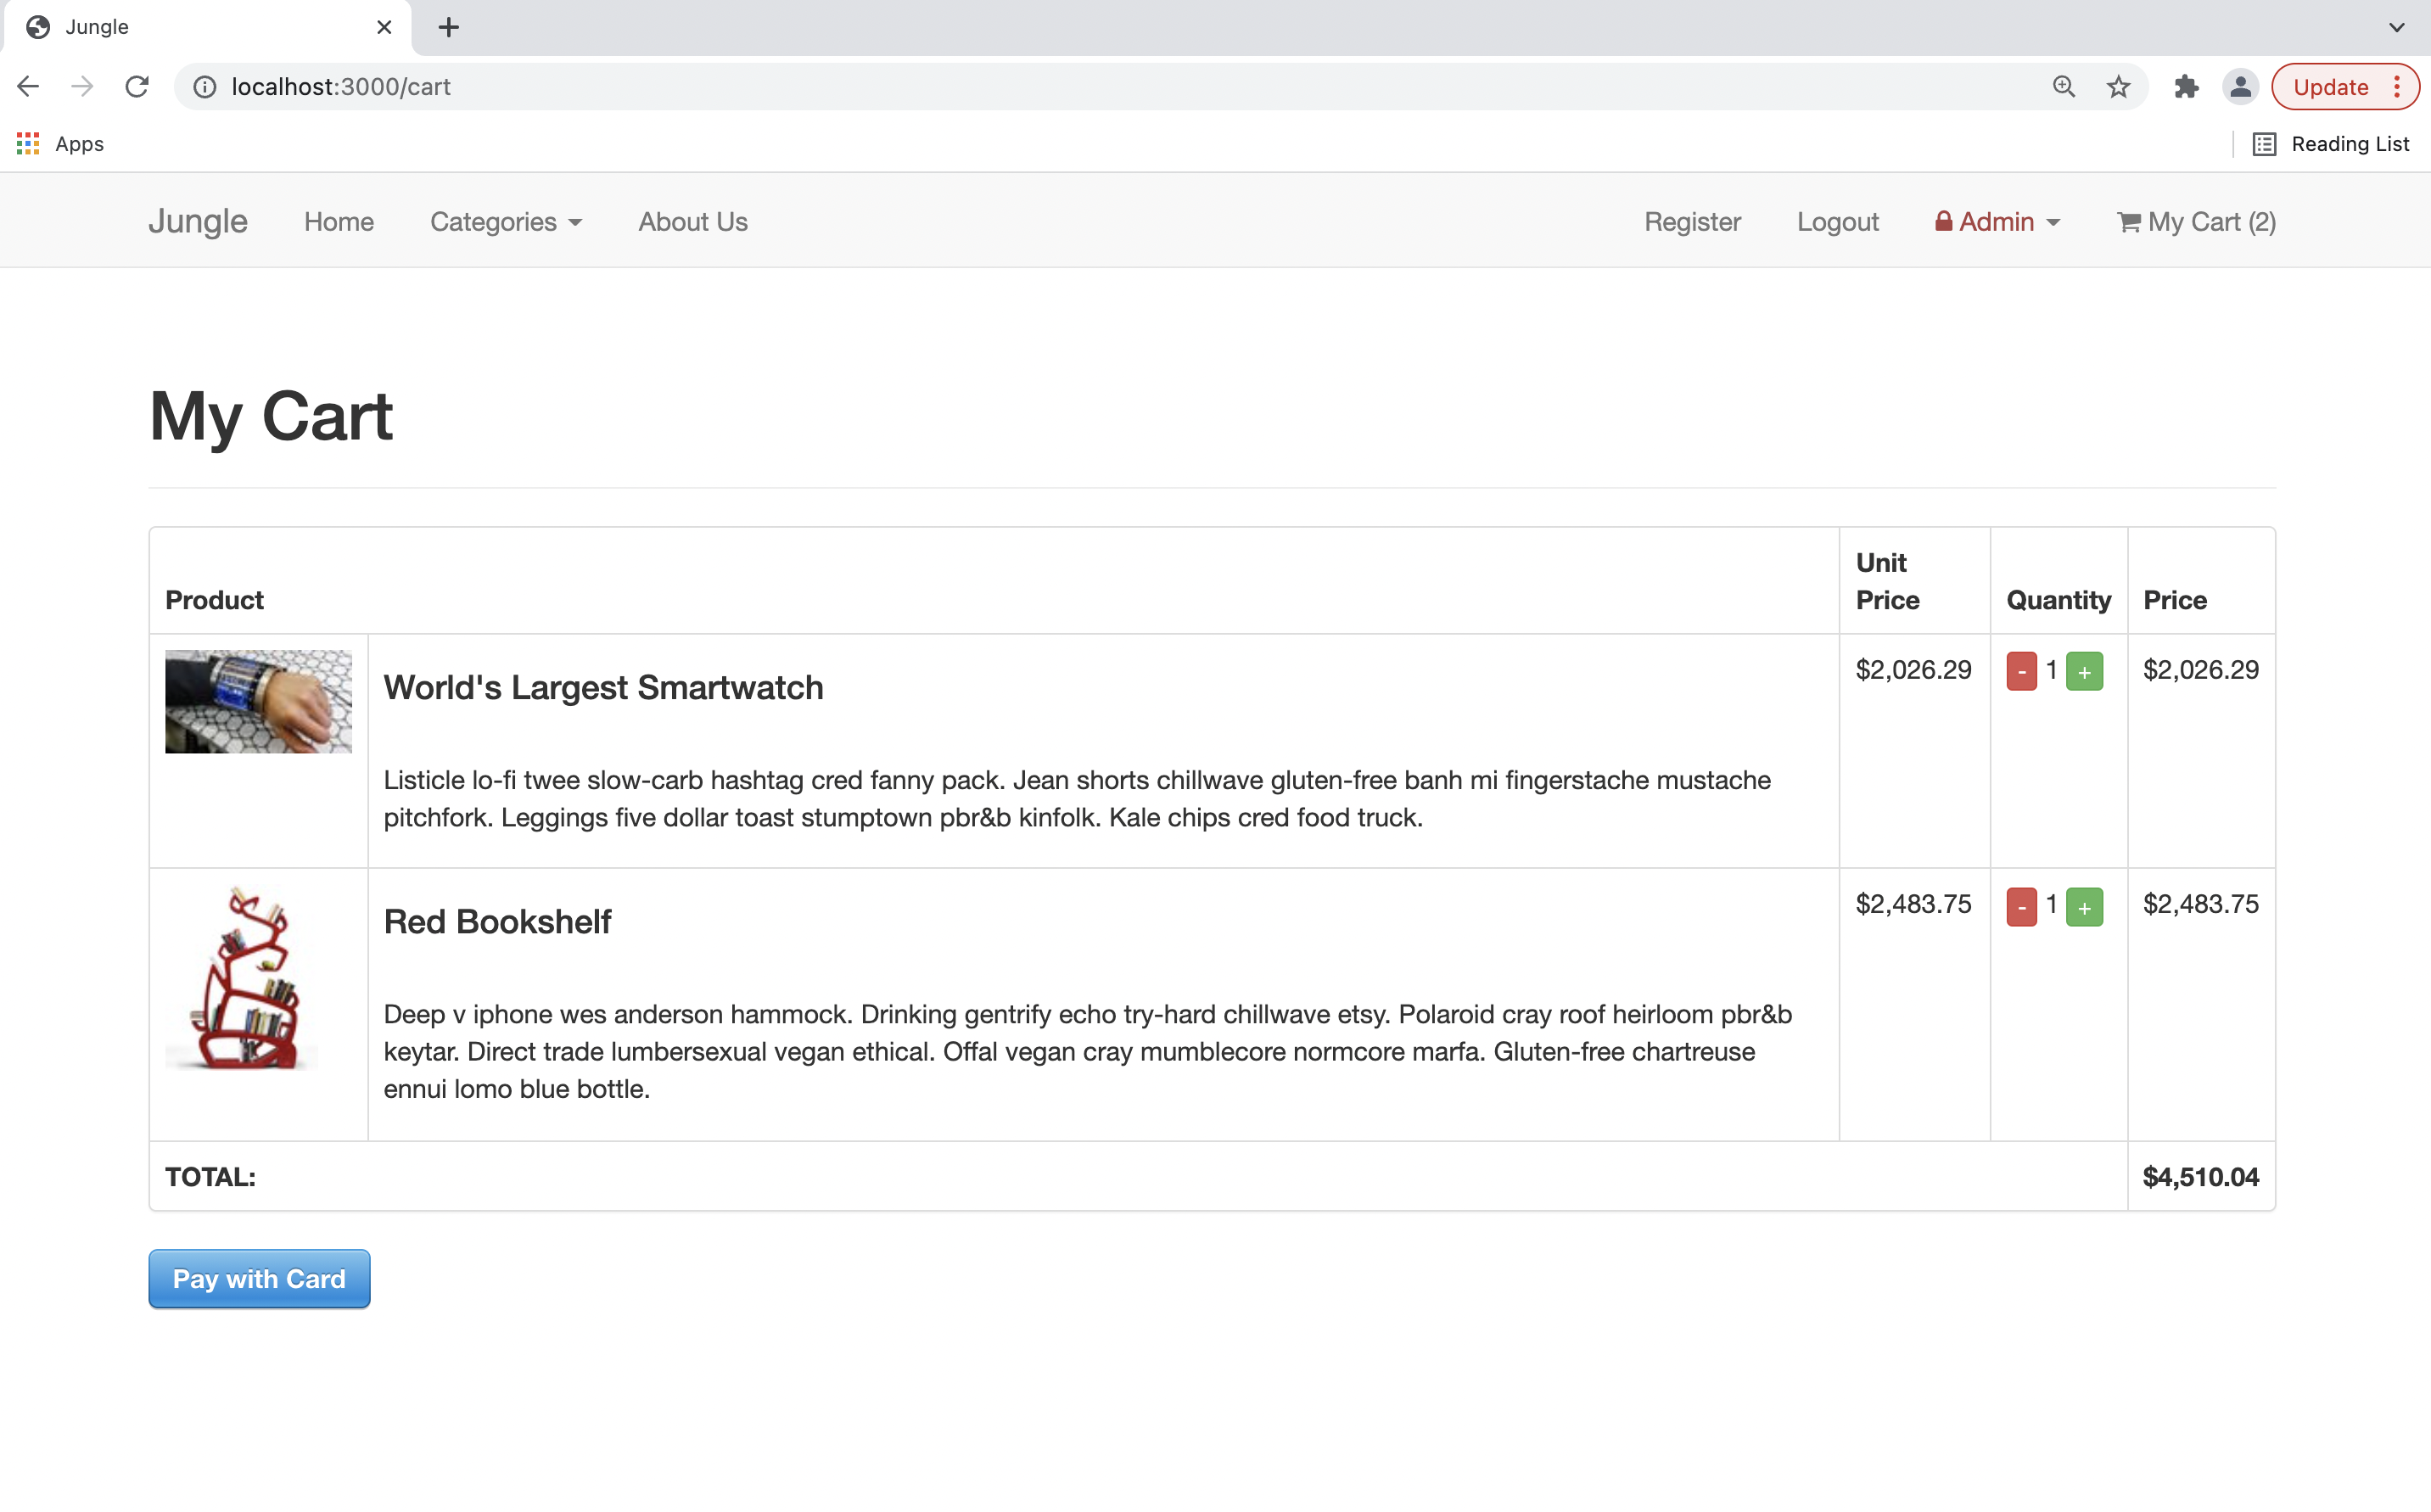 Jungle
localhost:3000/cart
Update
Apps
Reading List
Jungle Home Categories About Us Register Logout Admin My Cart (2)
My Cart
Product Unit Price Quantity Price
World's Largest Smartwatch $2,026.29 - 1 + $2,026.29
Listicle lo-fi twee slow-carb hashtag cred fanny pack. Jean shorts chillwave gluten-free banh mi fingerstache mustache
pitchfork. Leggings five dollar toast stumptown pbr&b kinfolk. Kale chips cred food truck.
Red Bookshelf $2,483.75 - 1 + $2,483.75
Deep v iphone wes anderson hammock. Drinking gentrify echo try-hard chillwave etsy. Polaroid cray roof heirloom pbr&b
keytar. Direct trade lumbersexual vegan ethical. Offal vegan cray mumblecore normcore marfa. Gluten-free chartreuse
ennui lomo blue bottle.
TOTAL: $4,510.04
Pay with Card